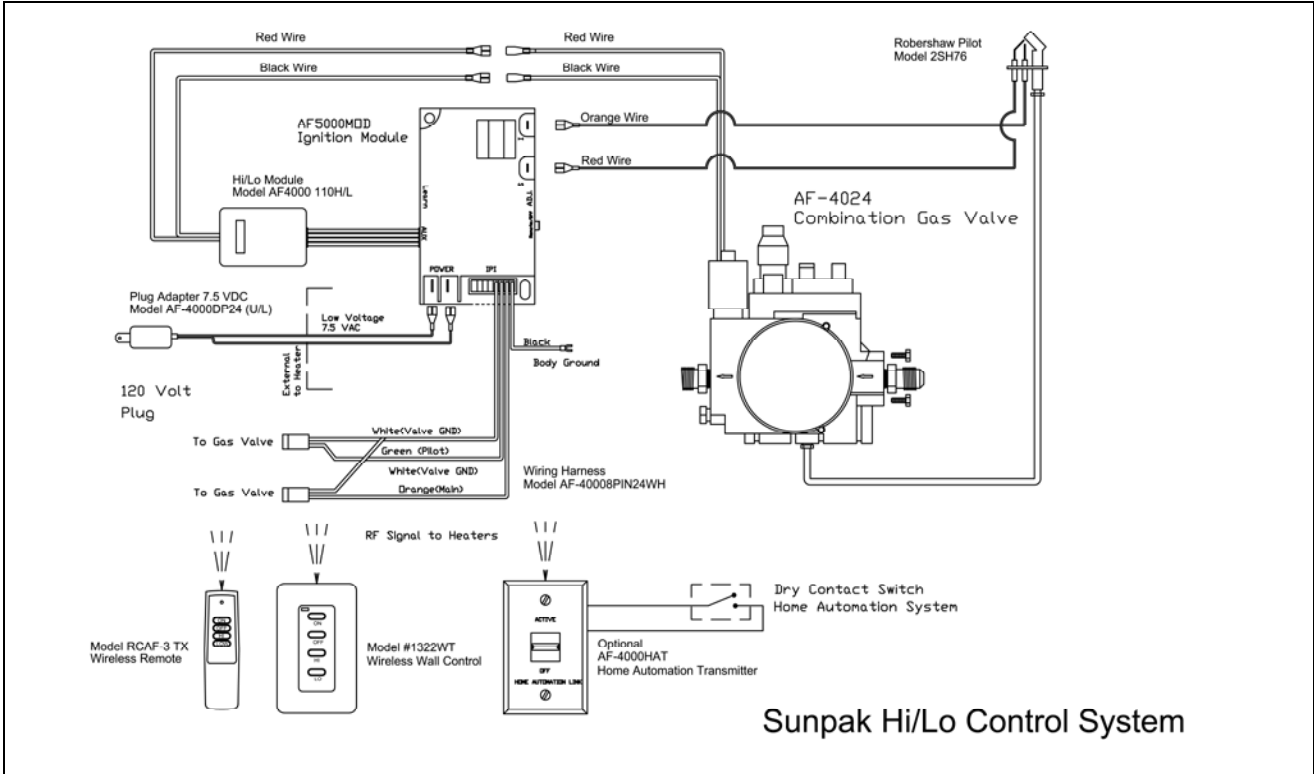 Red Wire
Red Wire
Black Wire
Black Wire
Robershaw Pilot
Model 2SH76
AF5000MOD
Ignition Module
Orange Wire
Red Wire
Hi/Lo Module
Model AF4000 110H/L
Learn
AUX
ADJ.
AF-4024
Combination Gas Valve
POWER
IPI
Plug Adapter 7.5 VDC
Model AF-4000DP24 (U/L)
Low Voltage
7.5 VAC
External
to Heater
Black
Body Ground
120 Volt
Plug
White(Valve GND)
To Gas Valve
Green (Pilot)
White(Valve GND)
To Gas Valve
Orange(Main)
Wiring Harness
Model AF-40008PIN24WH
RF Signal to Heaters
Model RCAF-3 TX
Wireless Remote
ON
OFF
HI
LO
Model #1322WT
Wireless Wall Control
ACTIVE
OFF
HOME AUTOMATION LINK
Optional
AF-4000HAT
Home Automation Transmitter
Dry Contact Switch
Home Automation System
Sunpak Hi/Lo Control System